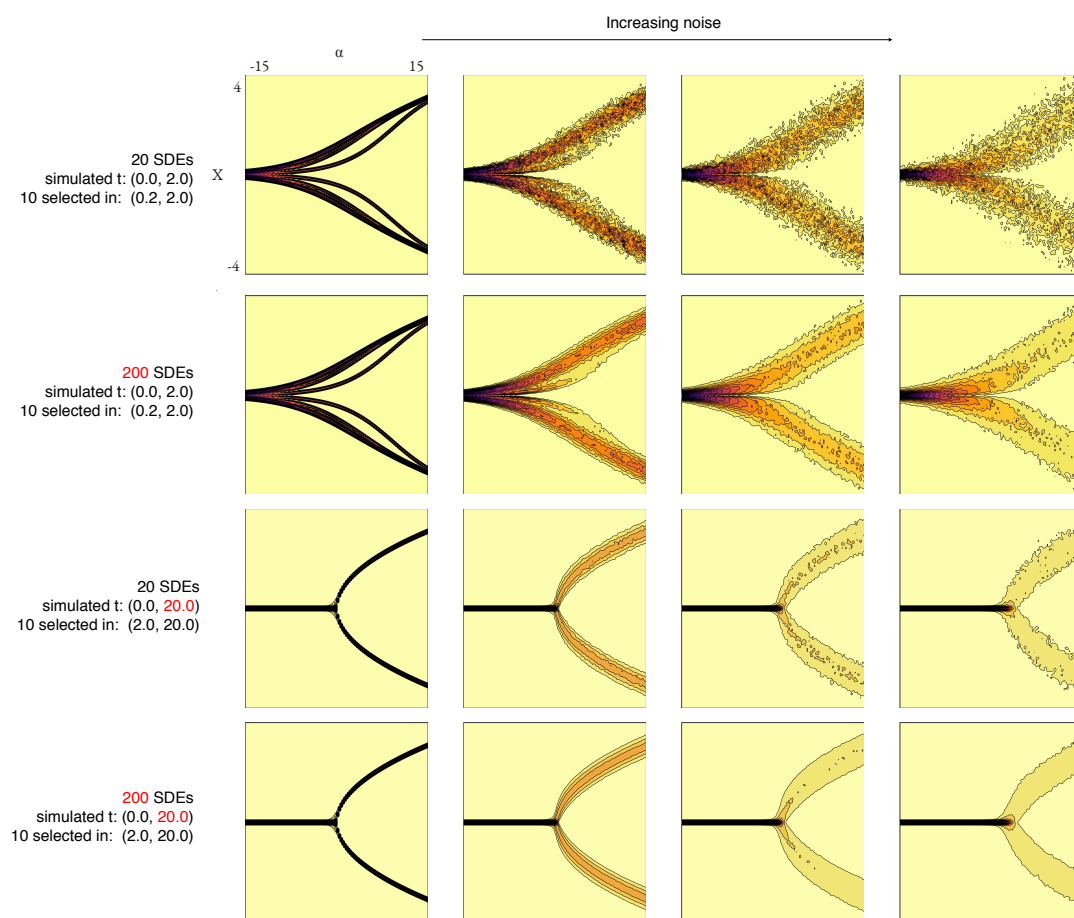 Increasing noise
α
-15 15
4
X
-4
20 SDEs
simulated t: (0.0, 2.0)
10 selected in: (0.2, 2.0)
200 SDEs
simulated t: (0.0, 2.0)
10 selected in: (0.2, 2.0)
20 SDEs
simulated t: (0.0, 20.0)
10 selected in: (2.0, 20.0)
200 SDEs
simulated t: (0.0, 20.0)
10 selected in: (2.0, 20.0)